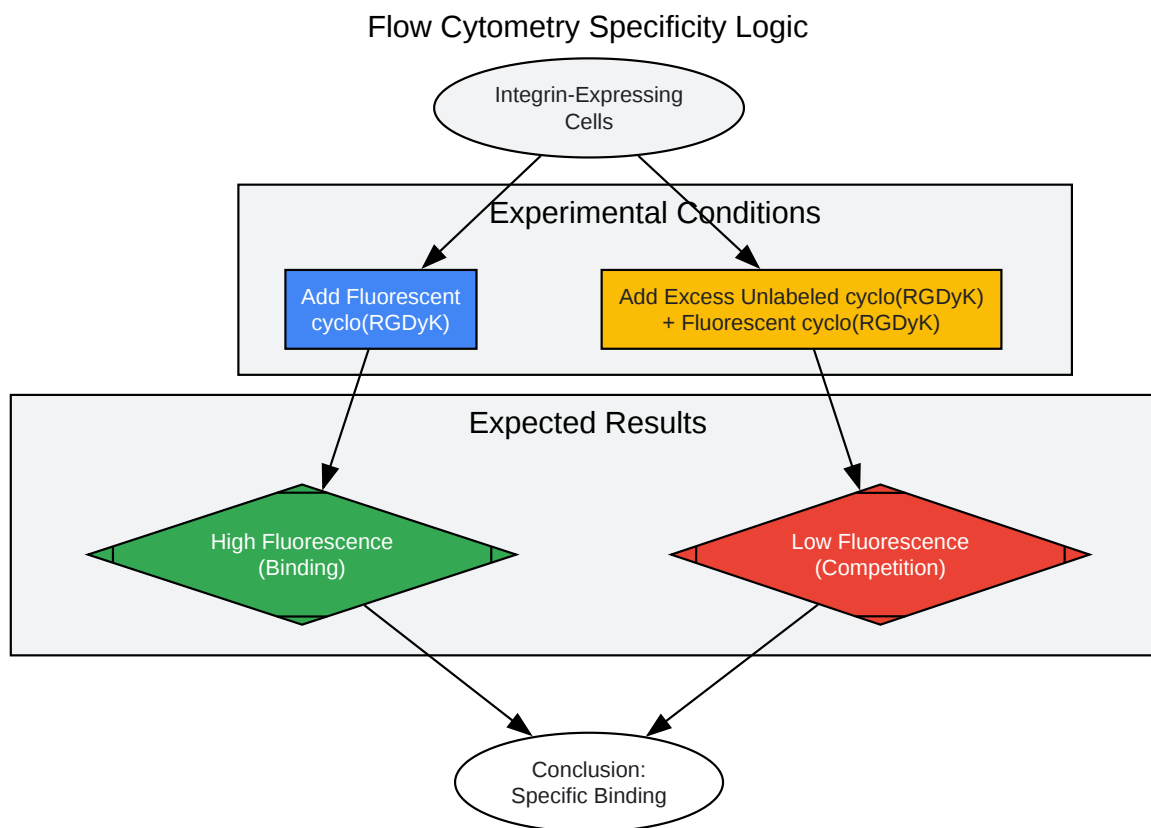 Flow Cytometry Specificity Logic
Integrin-Expressing
Cells
Experimental Conditions
Add Fluorescent
cyclo(RGDyK)
Add Excess Unlabeled cyclo(RGDyK)
+ Fluorescent cyclo(RGDyK)
Expected Results
High Fluorescence
(Binding)
Low Fluorescence
(Competition)
Conclusion:
Specific Binding